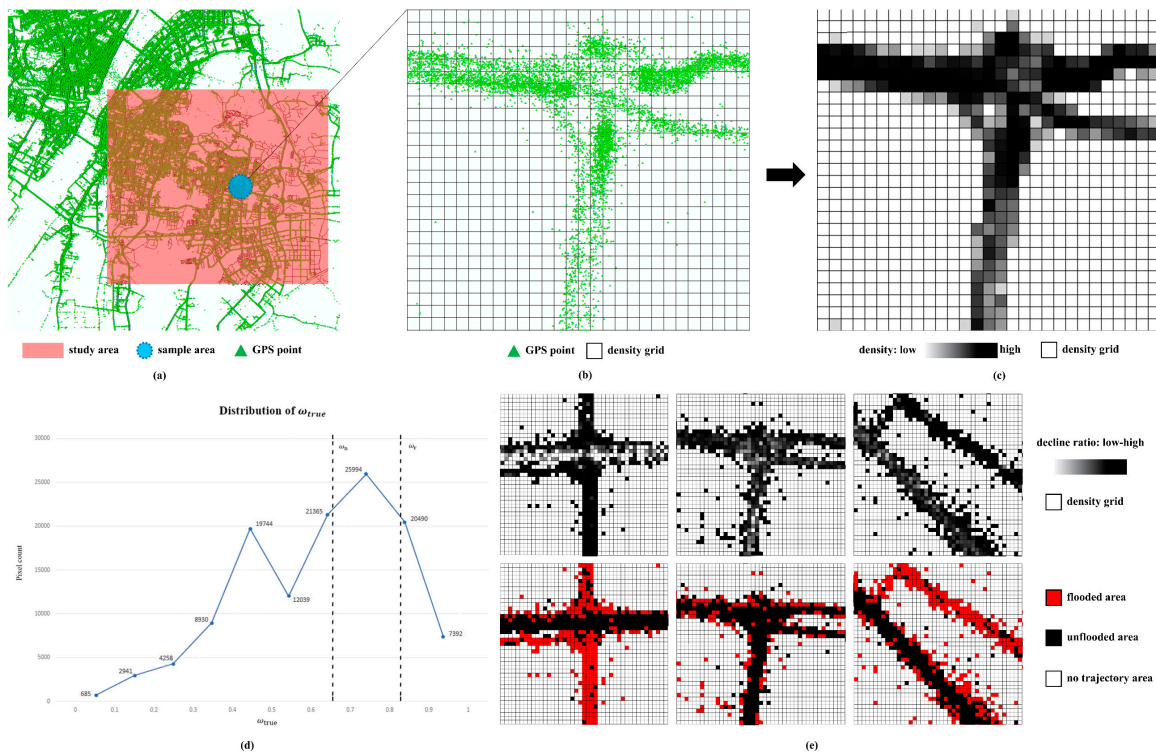 study area
sample area
GPS point
(a)
GPS point
density grid
(b)
density: low
high
density grid
(c)
Distribution of ω_true
Pixel count
30000
25000
20000
15000
10000
5000
0
0
0.1
0.2
0.3
0.4
0.5
0.6
0.7
0.8
0.9
1
ω_true
685
2941
4258
8930
19744
12039
21365
25994
20490
7392
(d)
decline ratio: low-high
density grid
flooded area
unflooded area
no trajectory area
(e)